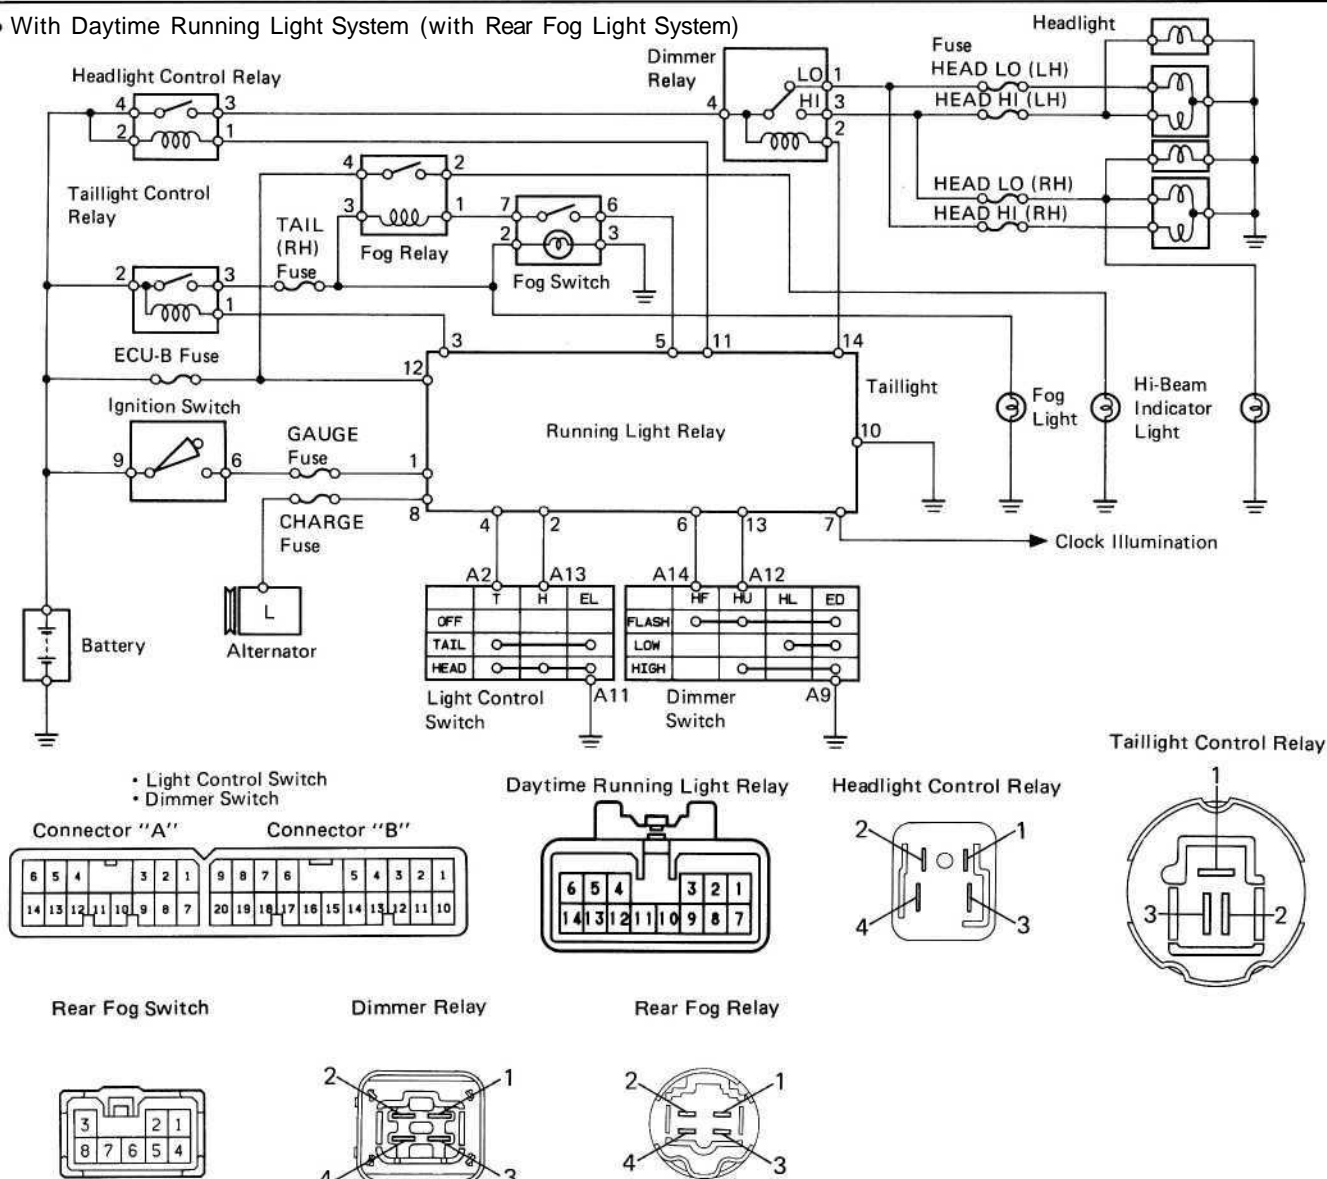 • With Daytime Running Light System (with Rear Fog Light System)
Headlight
Dimmer
Relay
Fuse
HEAD LO (LH)
HEAD HI (LH)
Headlight Control Relay
LO 1
HI 3
4 3
4
2 1
2
4 2
HEAD LO (RH)
HEAD HI (RH)
Taillight Control
Relay
TAIL
(RH)
Fuse
3 1
7 6
2 3
Fog Relay
Fog Switch
2 3
1
3 5 11 14
ECU-B Fuse
12
Ignition Switch
Taillight
Fog
Light
Hi-Beam
Indicator
Light
GAUGE
Fuse
Running Light Relay
10
9 6
1
8
CHARGE
Fuse
4 2 6 13 7
Clock Illumination
A2 A13 A14 A12
T H EL
HF HU HL ED
OFF
FLASH
TAIL
LOW
HEAD
HIGH
L
Battery
Alternator
Light Control
Switch
A11
Dimmer
Switch
A9
Taillight Control Relay
1
3 2
• Light Control Switch
• Dimmer Switch
Connector "A" Connector "B"
6 5 4 3 2 1 9 8 7 6 5 4 3 2 1
14 13 12 11 10 9 8 7 20 19 18 17 16 15 14 13 12 11 10
Daytime Running Light Relay
6 5 4 3 2 1
14 13 12 11 10 9 8 7
Headlight Control Relay
2 1
4 3
Rear Fog Switch
3 2 1
8 7 6 5 4
Dimmer Relay
2 1
4 3
Rear Fog Relay
2 1
4 3